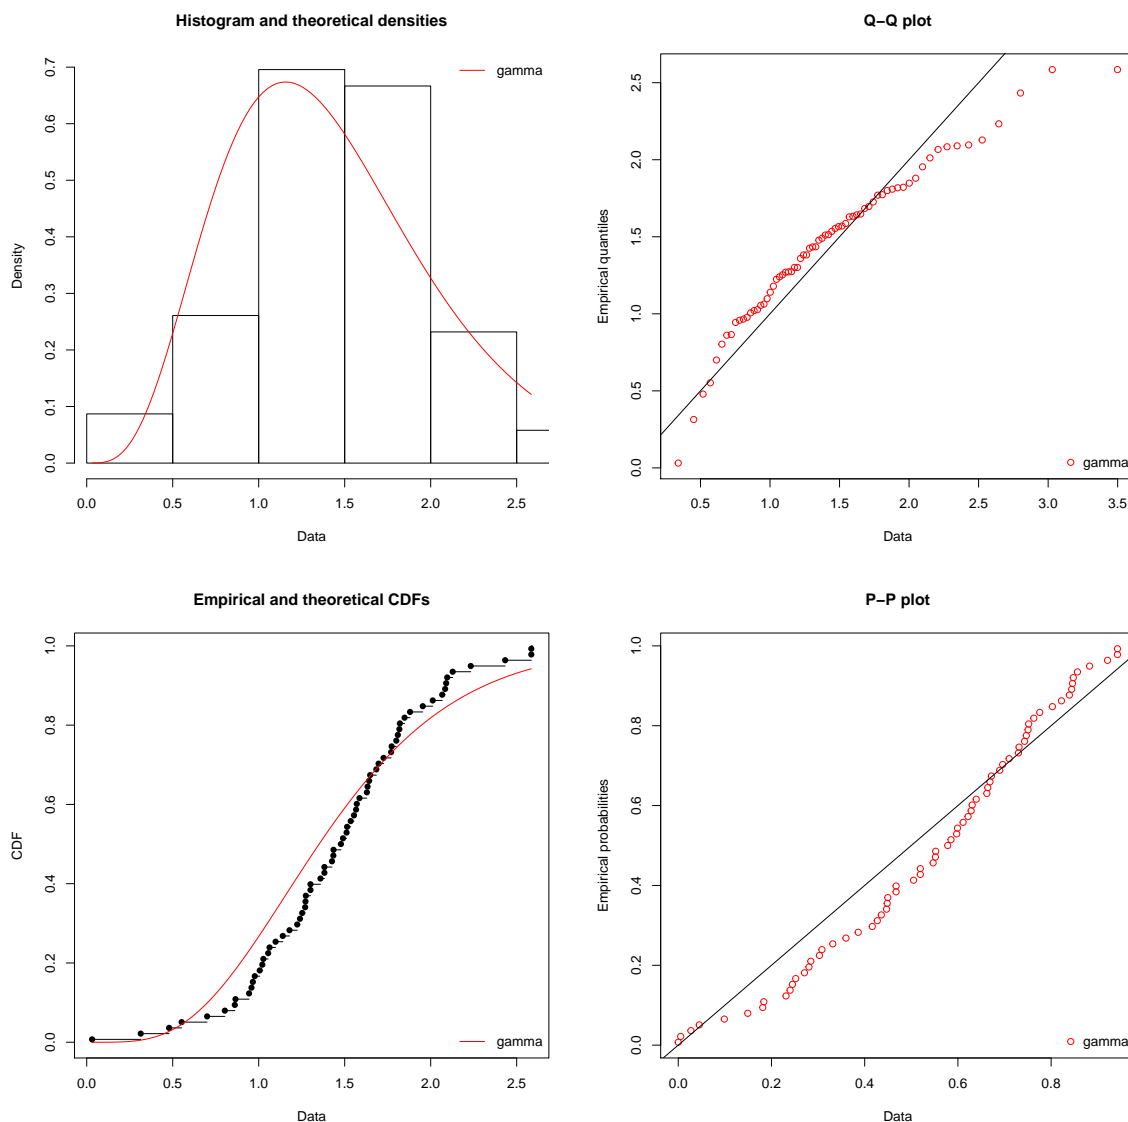 Histogram and theoretical densities
gamma
Density
0.0 0.1 0.2 0.3 0.4 0.5 0.6 0.7
0.0 0.5 1.0 1.5 2.0 2.5
Data
Q−Q plot
Empirical quantiles
0.0 0.5 1.0 1.5 2.0 2.5
gamma
0.5 1.0 1.5 2.0 2.5 3.0 3.5
Data
Empirical and theoretical CDFs
CDF
0.0 0.2 0.4 0.6 0.8 1.0
gamma
0.0 0.5 1.0 1.5 2.0 2.5
Data
P−P plot
Empirical probabilities
0.0 0.2 0.4 0.6 0.8 1.0
gamma
0.0 0.2 0.4 0.6 0.8
Data